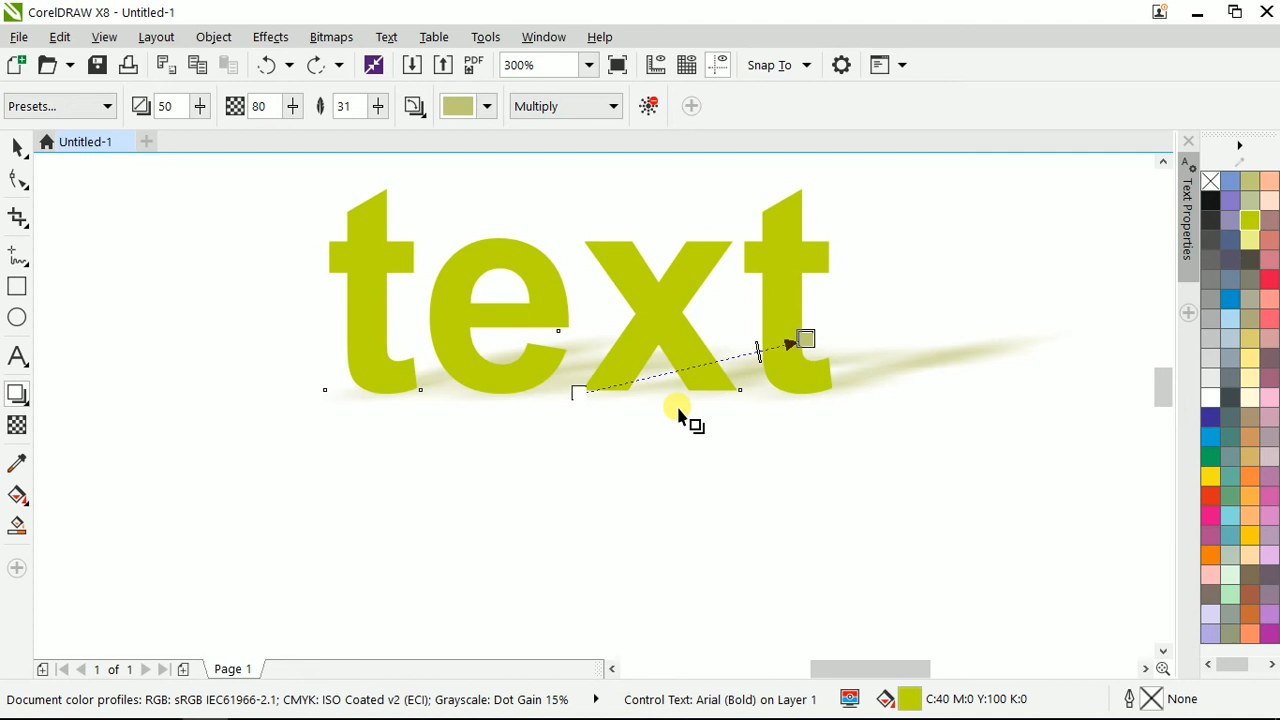 CorelDRAW X8 - Untitled-1
File Edit View Layout Object Effects Bitmaps Text Table Tools Window Help
PDF 300% Snap To
Presets... 50 80 31 Multiply
Untitled-1
Text Properties
text
1 of 1 Page 1
Document color profiles: RGB: sRGB IEC61966-2.1; CMYK: ISO Coated v2 (ECI); Grayscale: Dot Gain 15% Control Text: Arial (Bold) on Layer 1 C:40 M:0 Y:100 K:0 None